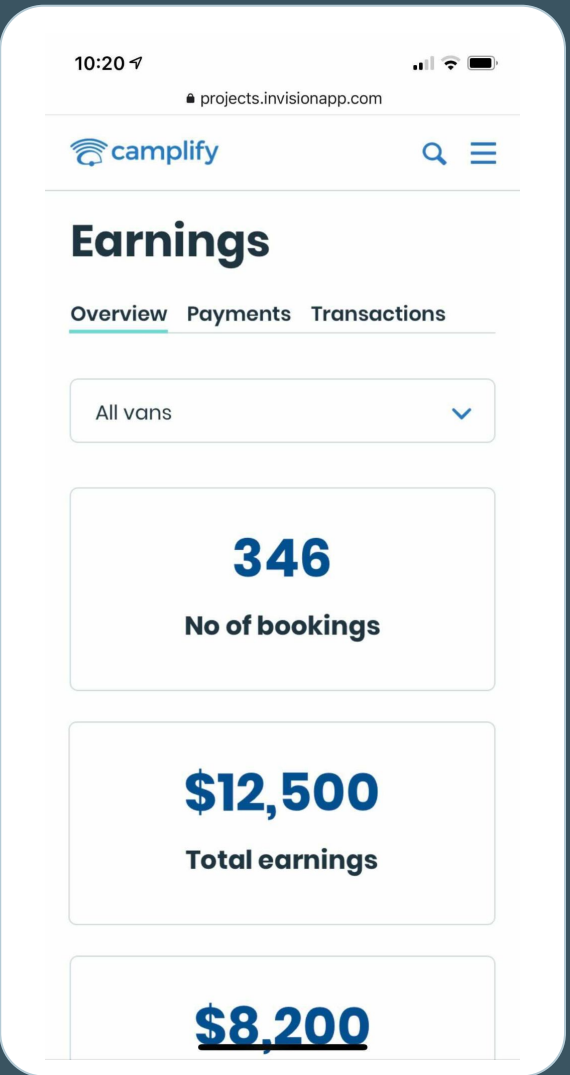 10:20
projects.invisionapp.com
camplify
Earnings
Overview Payments Transactions
All vans
346
No of bookings
$12,500
Total earnings
$8,200